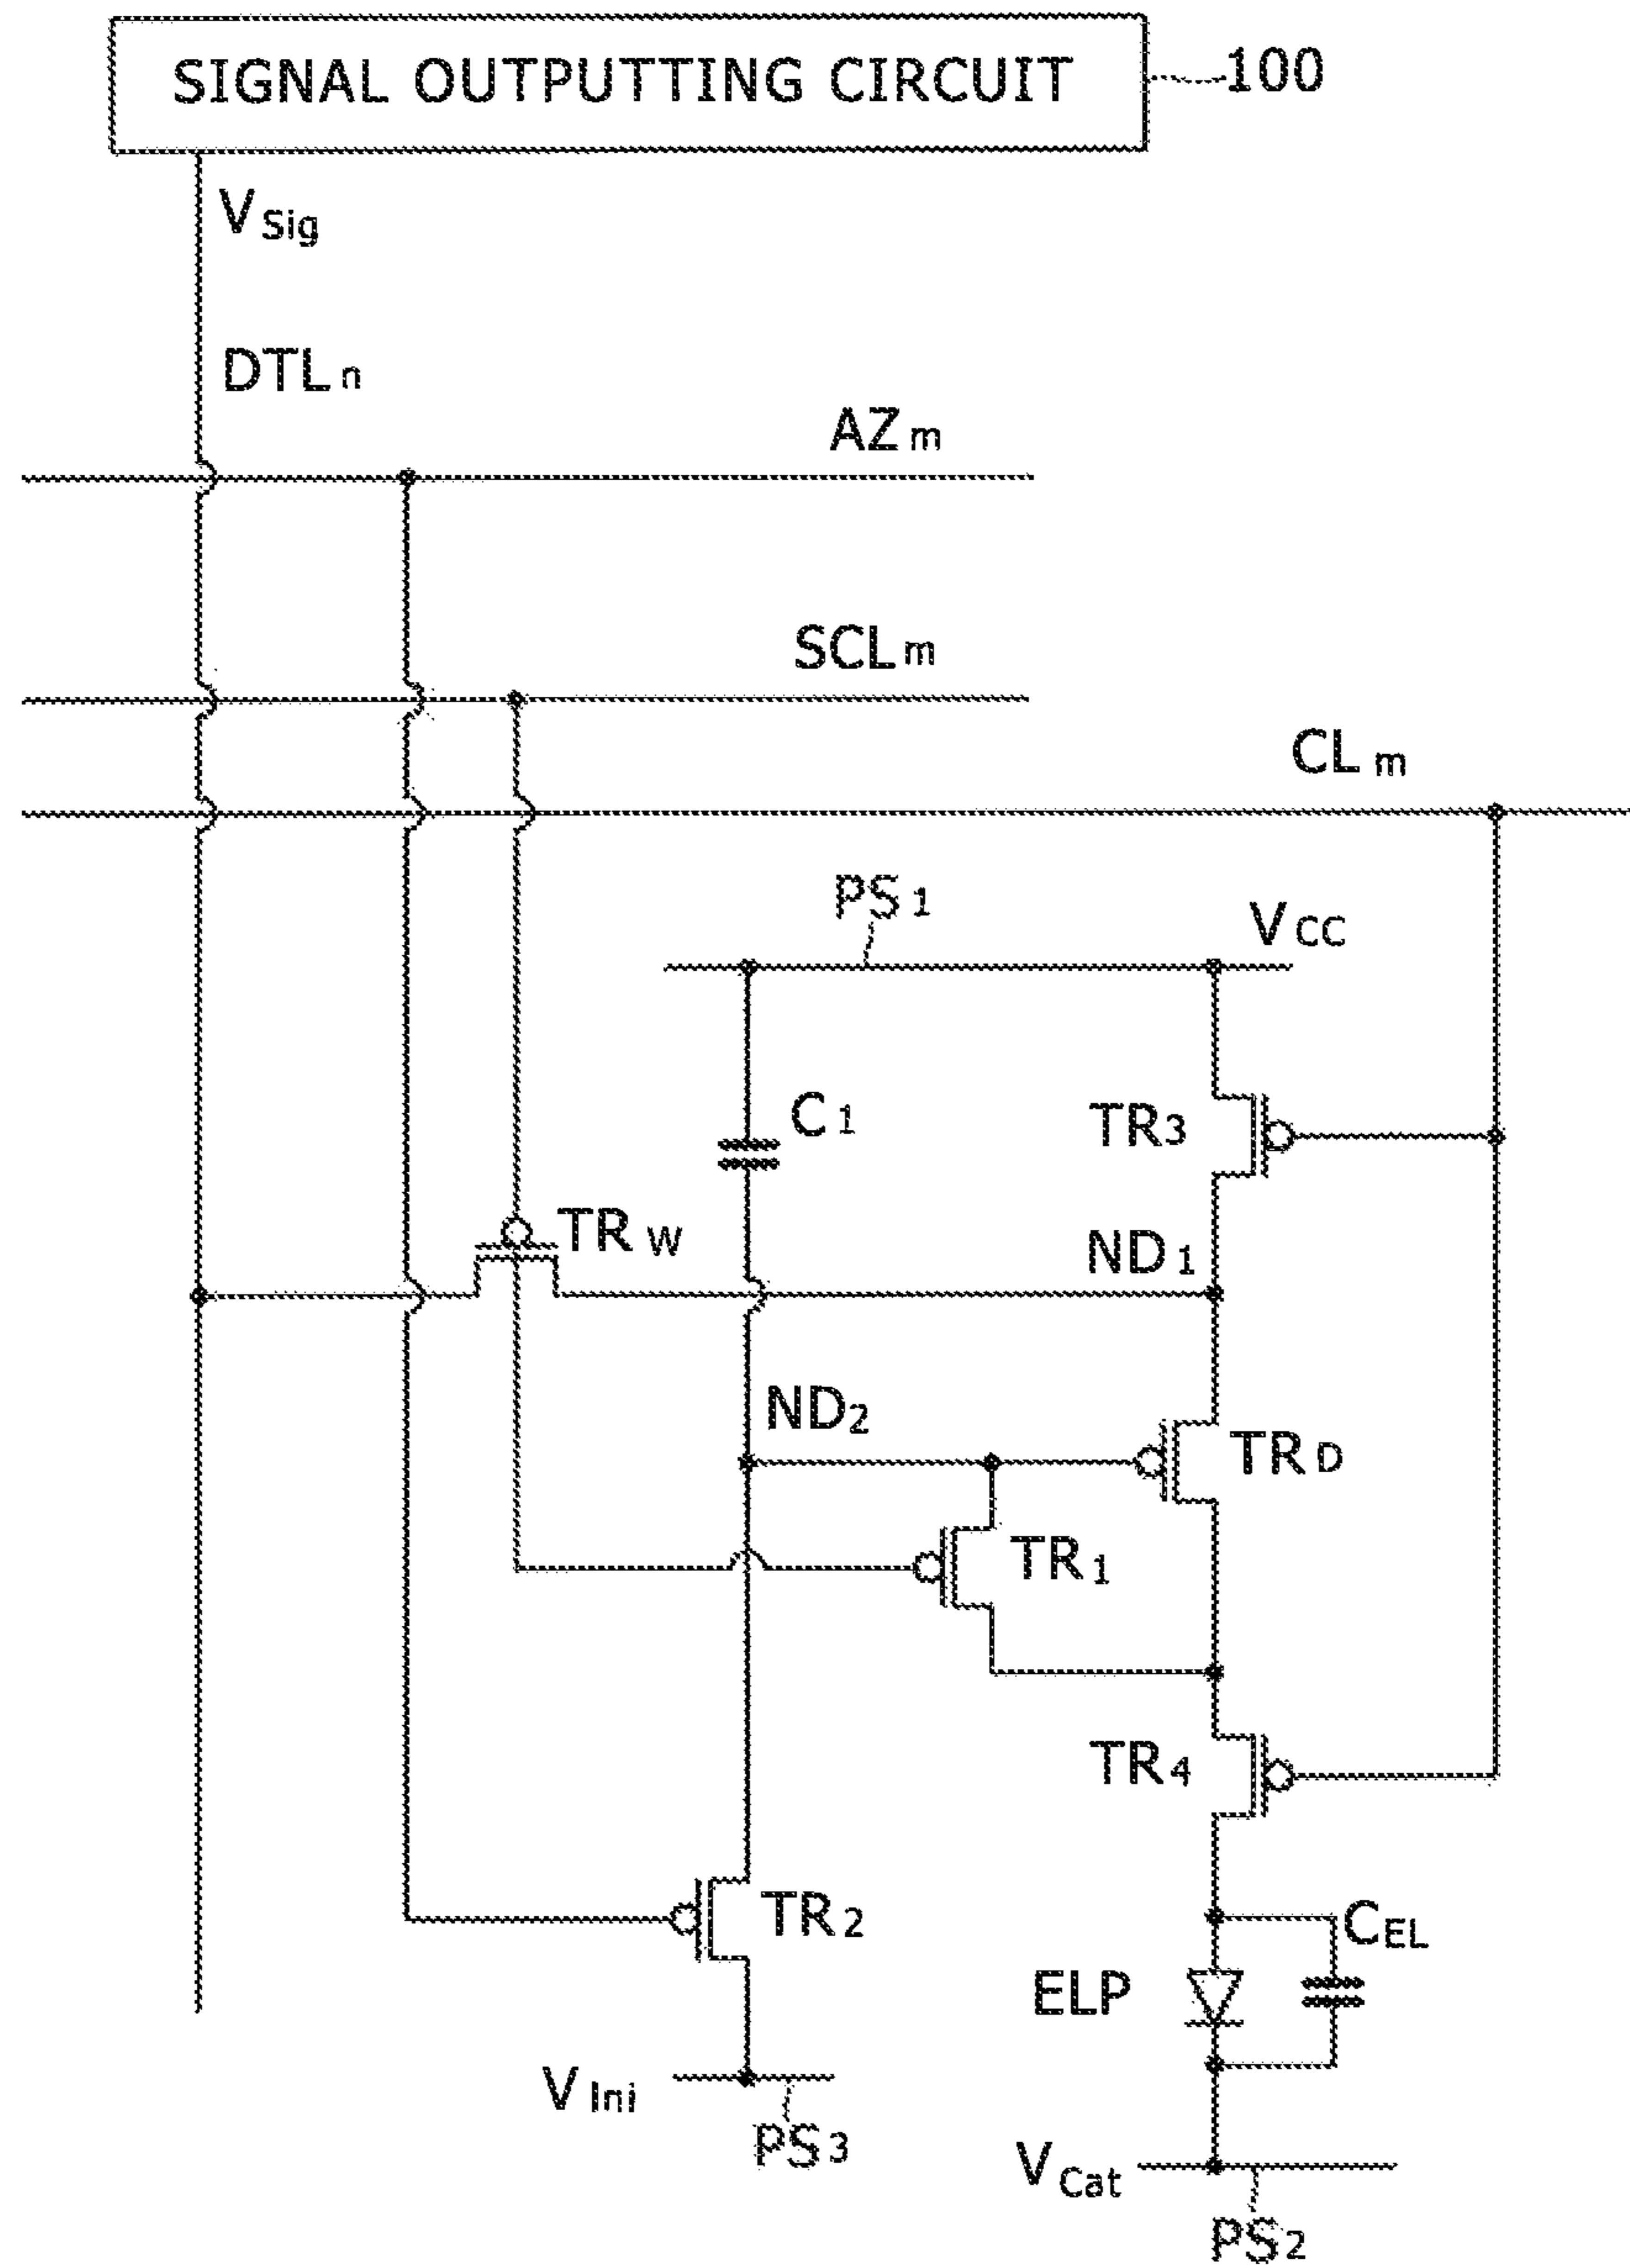 SIGNAL OUTPUTTING CIRCUIT
100
VSig
DTLn
AZm
SCLm
CLm
PS1
VCC
C1
TR3
TRW
ND1
ND2
TRD
TR1
TR4
TR2
CEL
ELP
VIni
PS3
VCat
PS2